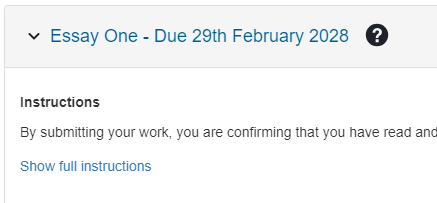 Essay One - Due 29th February 2028 ?
Instructions
By submitting your work, you are confirming that you have read and
Show full instructions